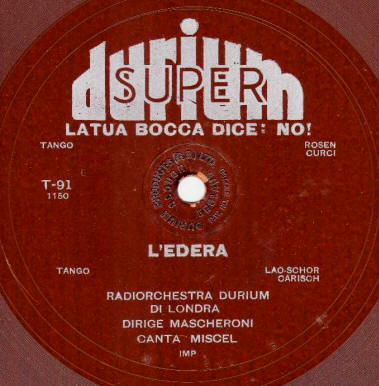 durium
SUPER
LATUA BOCCA DICE: NO!
TANGO
ROSEN
CURCI
T-91
1150
L'EDERA
TANGO
LAO-SCHOR
CARISCH
RADIORCHESTRA DURIUM
DI LONDRA
DIRIGE MASCHERONI
CANTA MISCEL
IMP